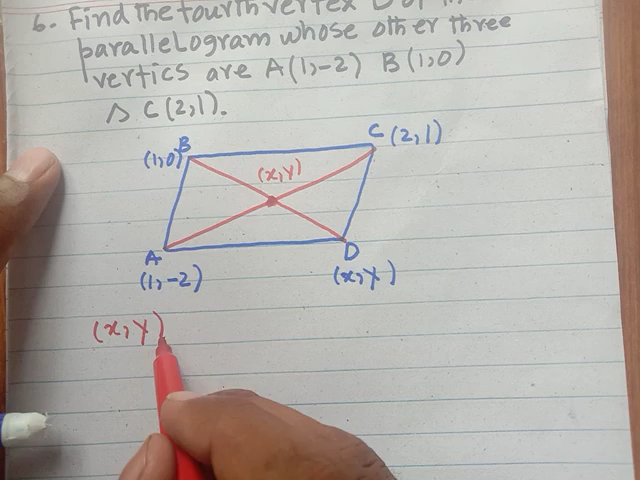 6. Find the fourth vertex D of
parallelogram whose other three
vertics are A(1,-2) B(1,0)
& C(2,1).
B
C (2,1)
(1,0)
(x,y)
A
D
(1,-2)
(x,y)
(x,y)